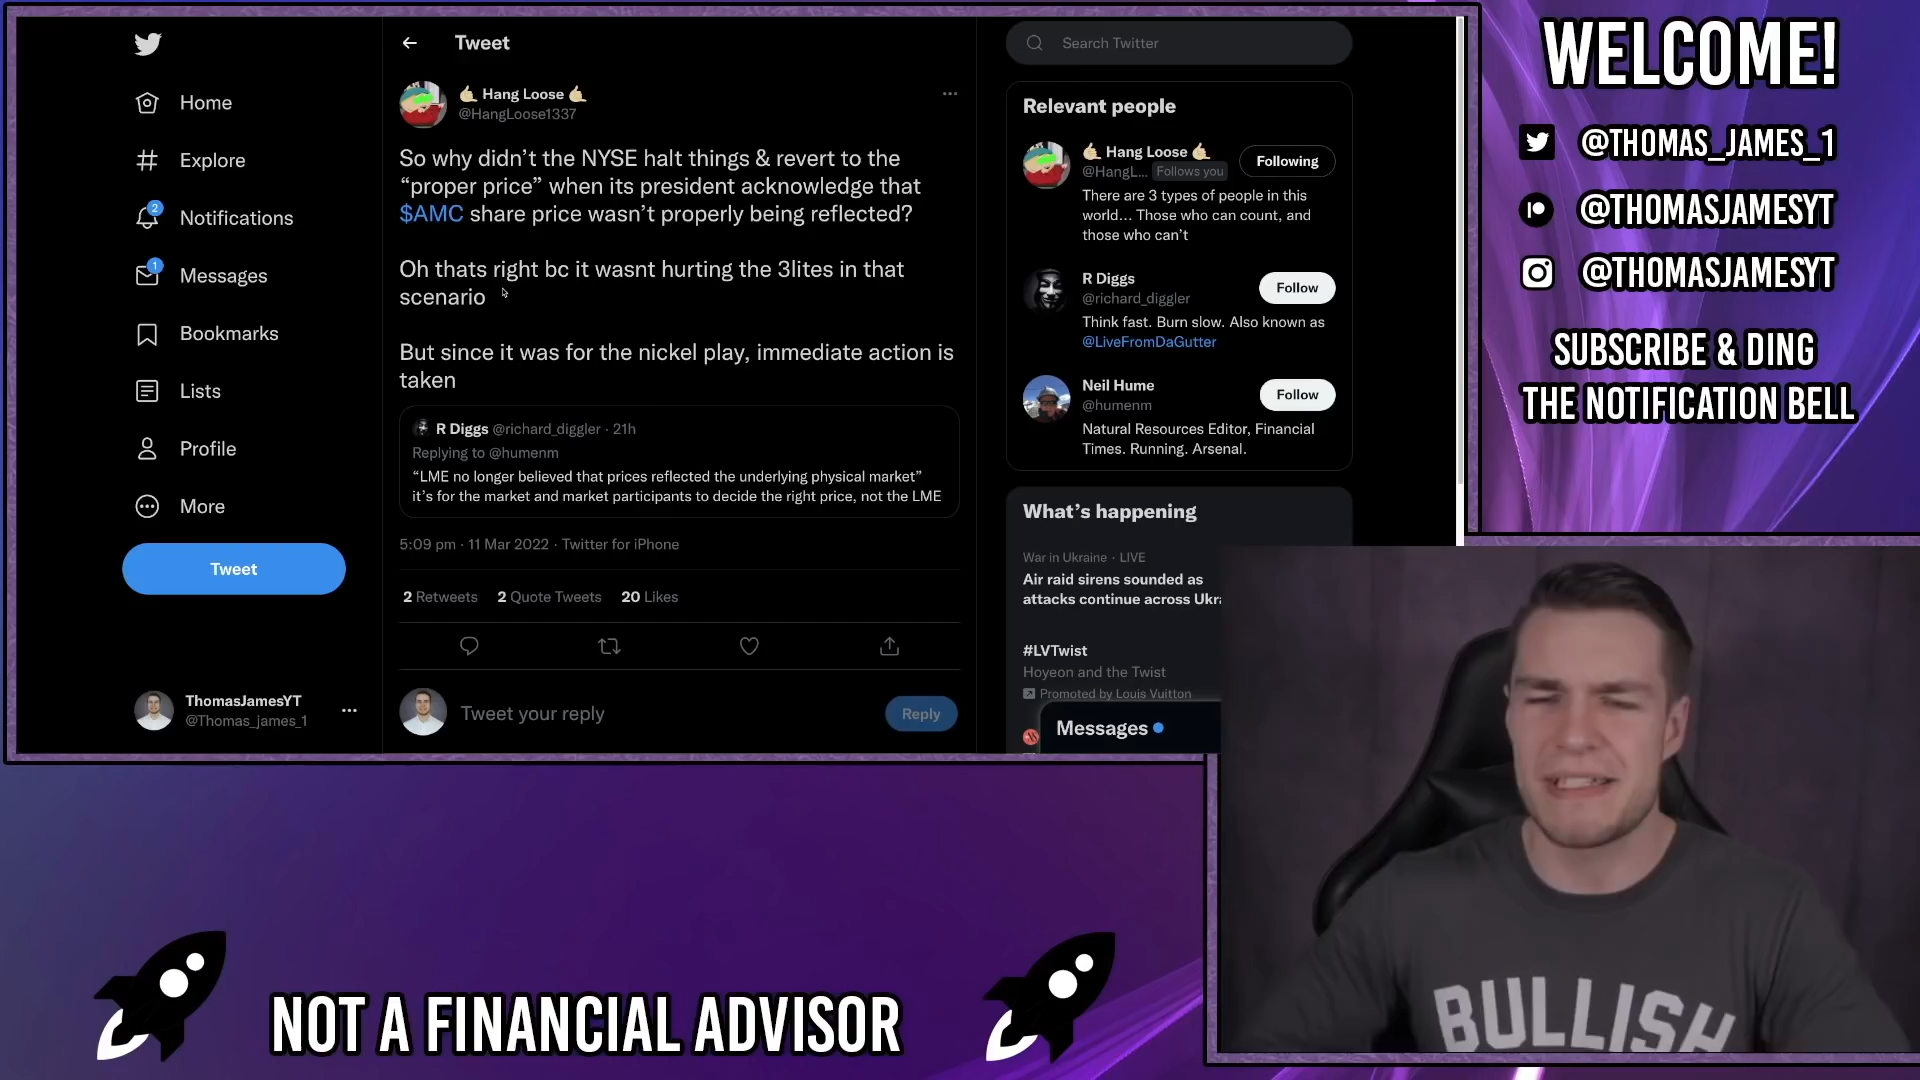 Home
Explore
2
Notifications
1
Messages
Bookmarks
Lists
Profile
More
Tweet
ThomasJamesYT
@Thomas_james_1
Tweet
Hang Loose
@HangLoose1337
So why didn’t the NYSE halt things & revert to the
“proper price” when its president acknowledge that
$AMC share price wasn’t properly being reflected?
Oh thats right bc it wasnt hurting the 3lites in that
scenario
But since it was for the nickel play, immediate action is
taken
R Diggs @richard_diggler · 21h
Replying to @humenm
“LME no longer believed that prices reflected the underlying physical market”
it’s for the market and market participants to decide the right price, not the LME
5:09 pm · 11 Mar 2022 · Twitter for iPhone
2 Retweets 2 Quote Tweets 20 Likes
Tweet your reply
Reply
Search Twitter
Relevant people
Hang Loose
@HangL... Follows you
Following
There are 3 types of people in this
world... Those who can count, and
those who can’t
R Diggs
@richard_diggler
Follow
Think fast. Burn slow. Also known as
@LiveFromDaGutter
Neil Hume
@humenm
Follow
Natural Resources Editor, Financial
Times. Running. Arsenal.
What’s happening
War in Ukraine · LIVE
Air raid sirens sounded as
attacks continue across Ukra
#LVTwist
Hoyeon and the Twist
Promoted by Louis Vuitton
Messages
WELCOME!
@THOMAS_JAMES_1
@THOMASJAMESYT
@THOMASJAMESYT
SUBSCRIBE & DING
THE NOTIFICATION BELL
BULLISH
NOT A FINANCIAL ADVISOR